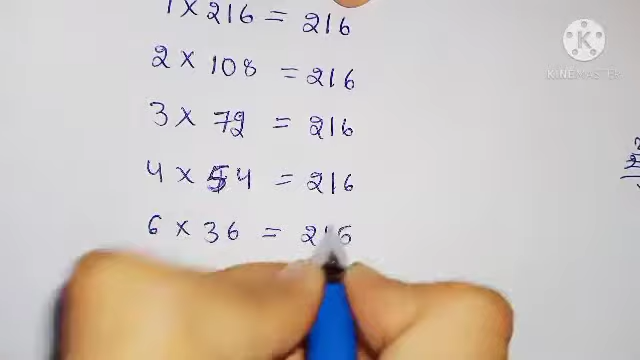 1 × 216 = 216
2 × 108 = 216
3 × 72 = 216
4 × 54 = 216
6 × 36 = 216
KINEMASTER